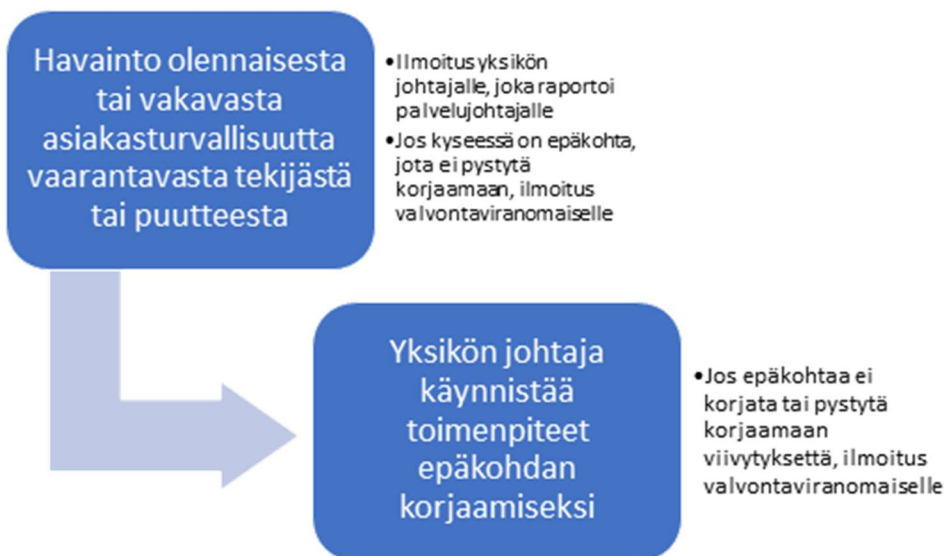 Havainto olennaisesta
tai vakavasta
asiakasturvallisuutta
vaarantavasta tekijästä
tai puutteesta
•Ilmoitus yksikön
johtajalle, joka raportoi
palvelujohtajalle
•Jos kyseessä on epäkohta,
jota ei pystytä
korjaamaan, ilmoitus
valvontaviranomaiselle
Yksikön johtaja
käynnistää
toimenpiteet
epäkohdan
korjaamiseksi
•Jos epäkohtaa ei
korjata tai pystytä
korjaamaan
viivytyksettä, ilmoitus
valvontaviranomaiselle